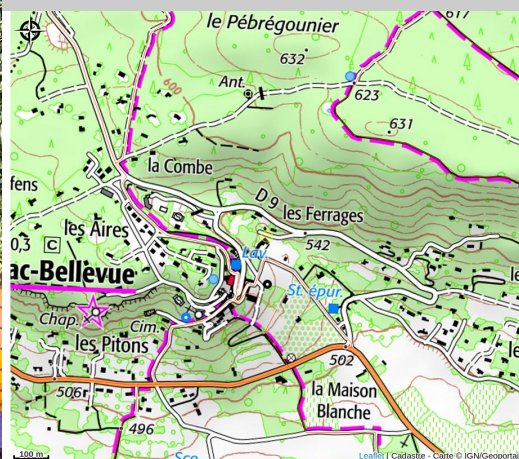 le Pébrégounier
617
632
Ant.
600
623
631
la Combe
fens
D 9
les Ferrages
les Aires
0,3 C
542
Lav.
ac-Bellevue
St. épur.
Chap.
Cim.
les Pitons
502
506
la Maison
Blanche
496
Sce
100 m
Leaflet | Cadastre - Carte © IGN/Geoportai